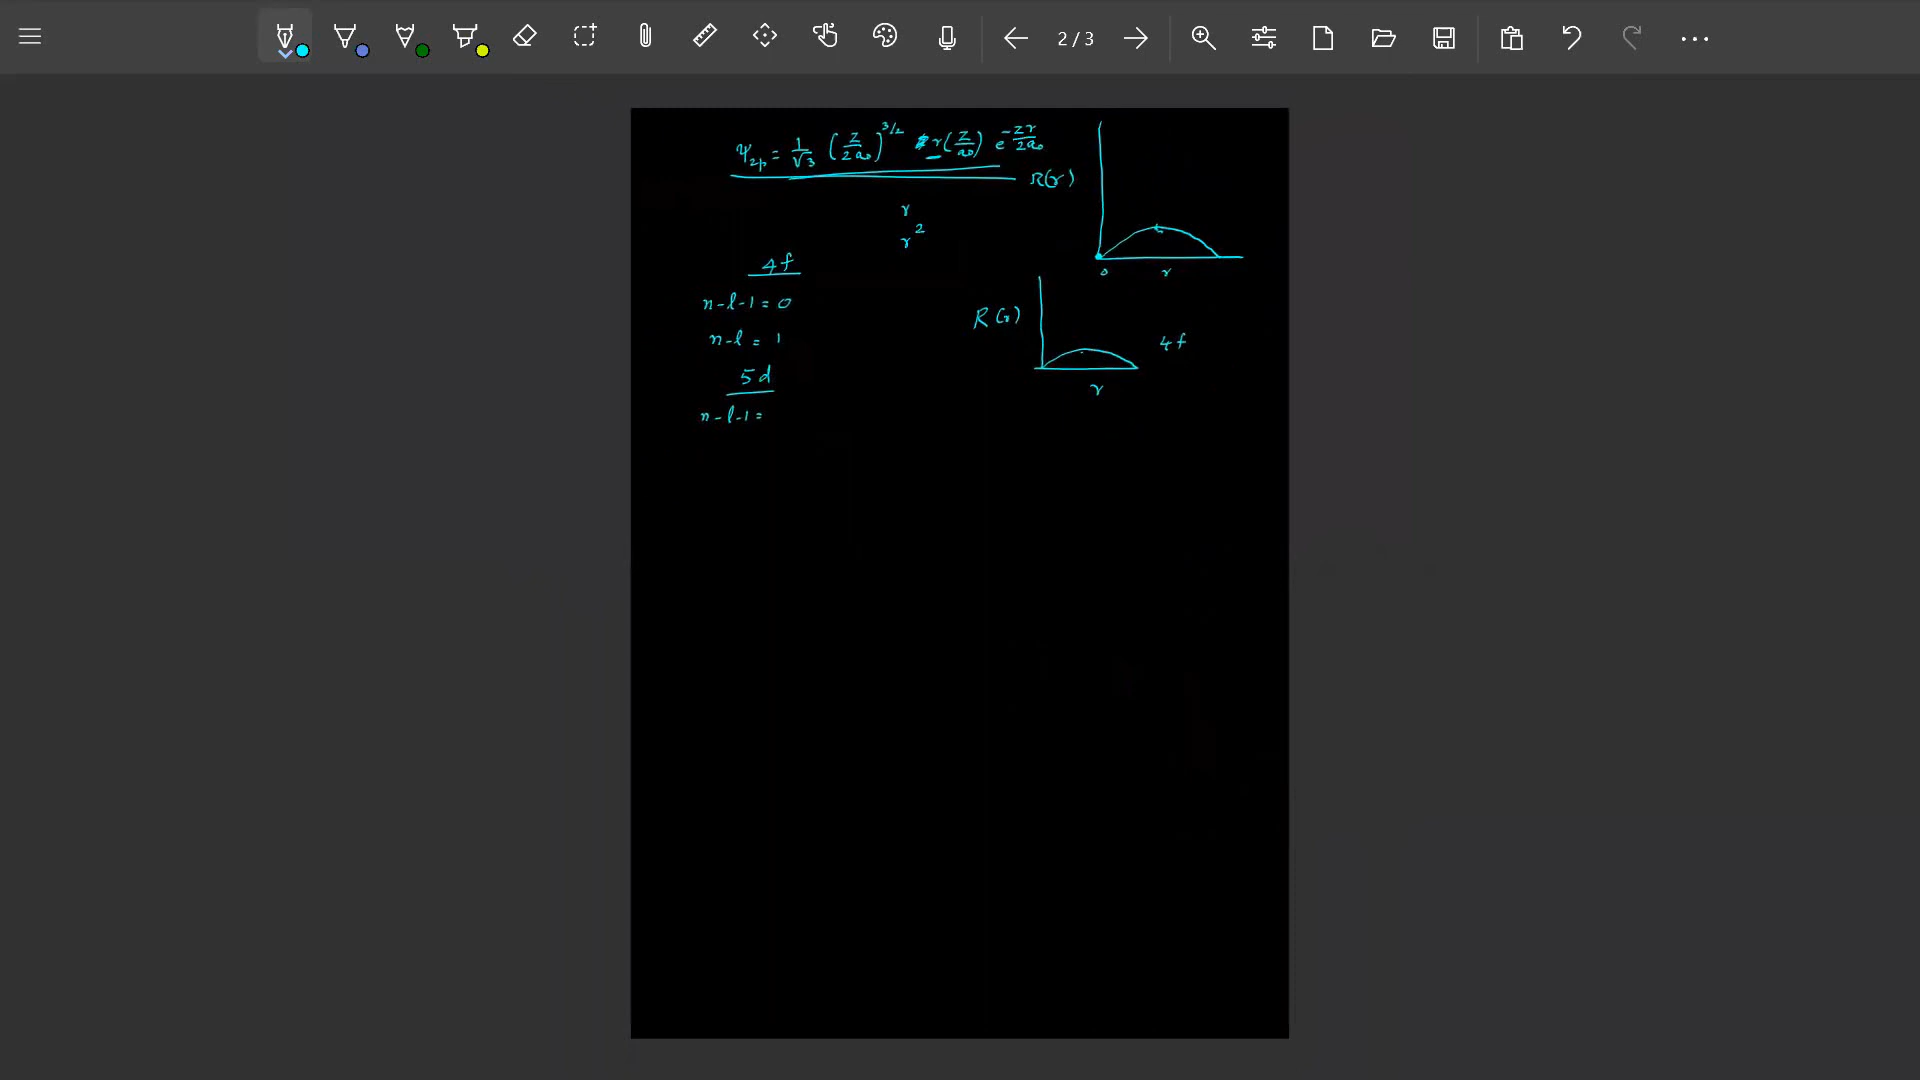 2 / 3
ψ₂ₚ = 1/√3 (Z/2a₀)^3/2 r(Z/a₀) e^-Zr/2a₀
R(r)
r
r²
0 r
4f
n-l-1 = 0
n-l = 1
R(r)
4f
r
5d
n-l-1 =